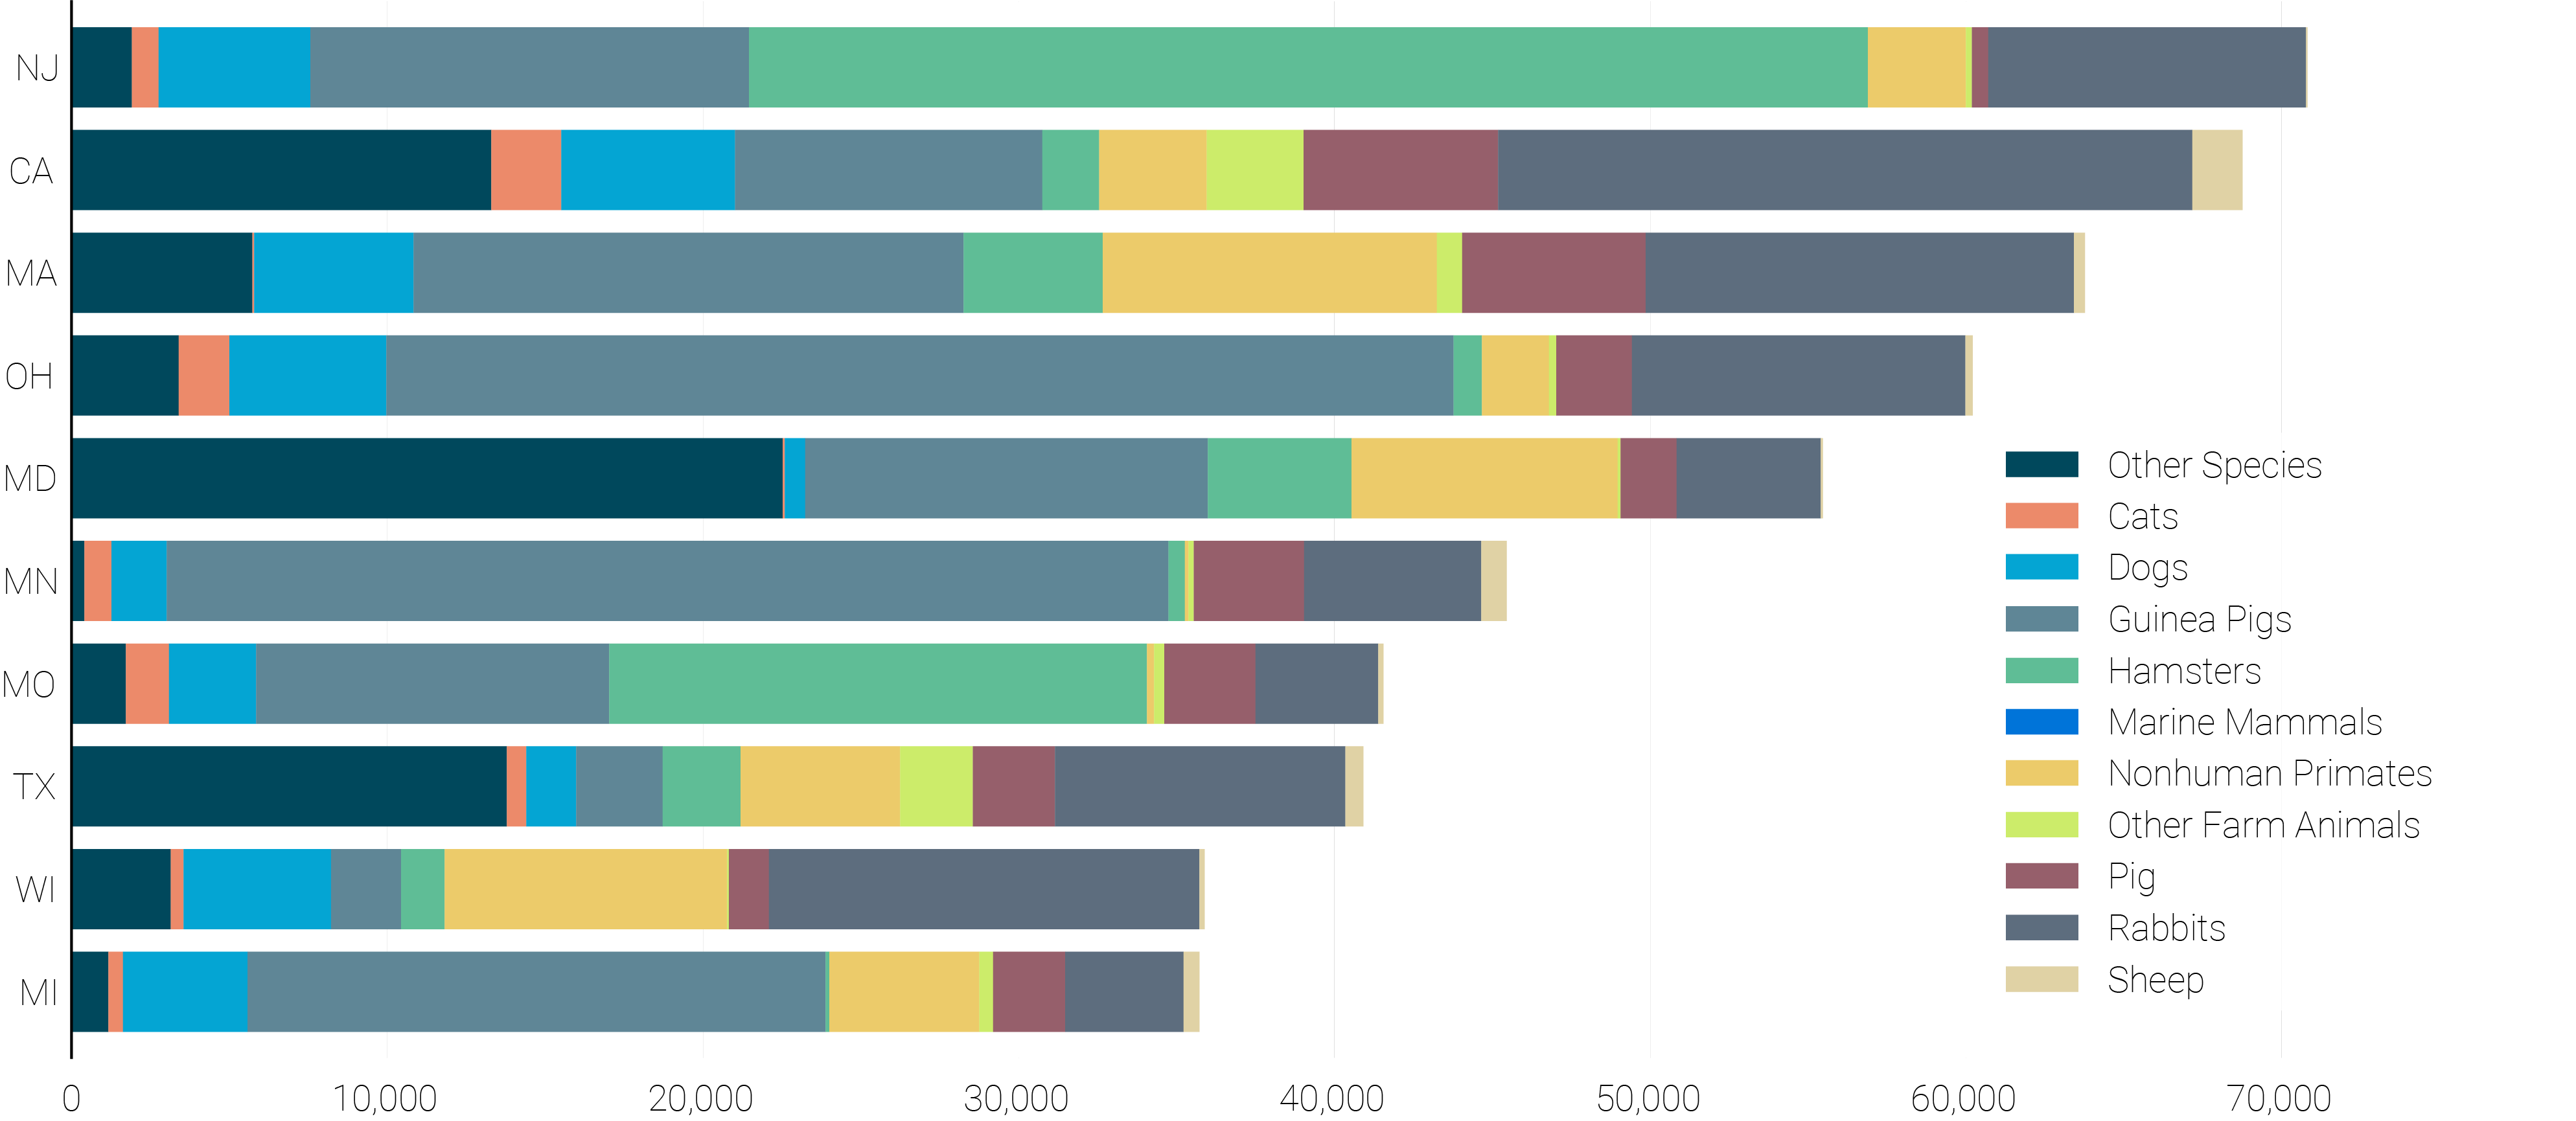 NJ
CA
MA
OH
MD
MN
MO
TX
WI
MI
Other Species
Cats
Dogs
Guinea Pigs
Hamsters
Marine Mammals
Nonhuman Primates
Other Farm Animals
Pig
Rabbits
Sheep
0 10,000 20,000 30,000 40,000 50,000 60,000 70,000